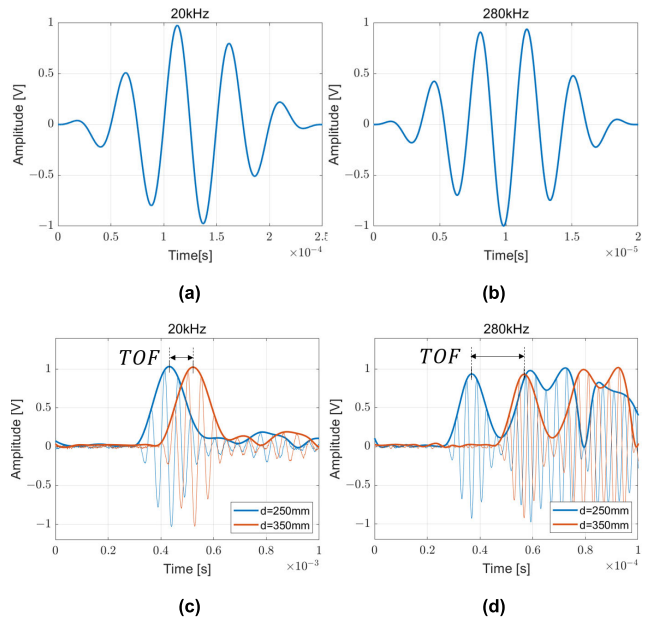 20kHz
Amplitude [V]
1
0.5
0
−0.5
-1
0
0.5
1
1.5
2
2.5
×10⁻⁴
Time[s]
(a)
280kHz
Amplitude [V]
1
0.5
0
−0.5
-1
0
0.5
1
1.5
2
×10⁻⁵
Time[s]
(b)
20kHz
TOF
Amplitude [V]
1
0.5
0
−0.5
−1
0
0.2
0.4
0.6
0.8
1
×10⁻³
d=250mm
d=350mm
Time [s]
(c)
280kHz
TOF
Amplitude [V]
1
0.5
0
−0.5
−1
0
0.2
0.4
0.6
0.8
1
×10⁻⁴
d=250mm
d=350mm
Time [s]
(d)